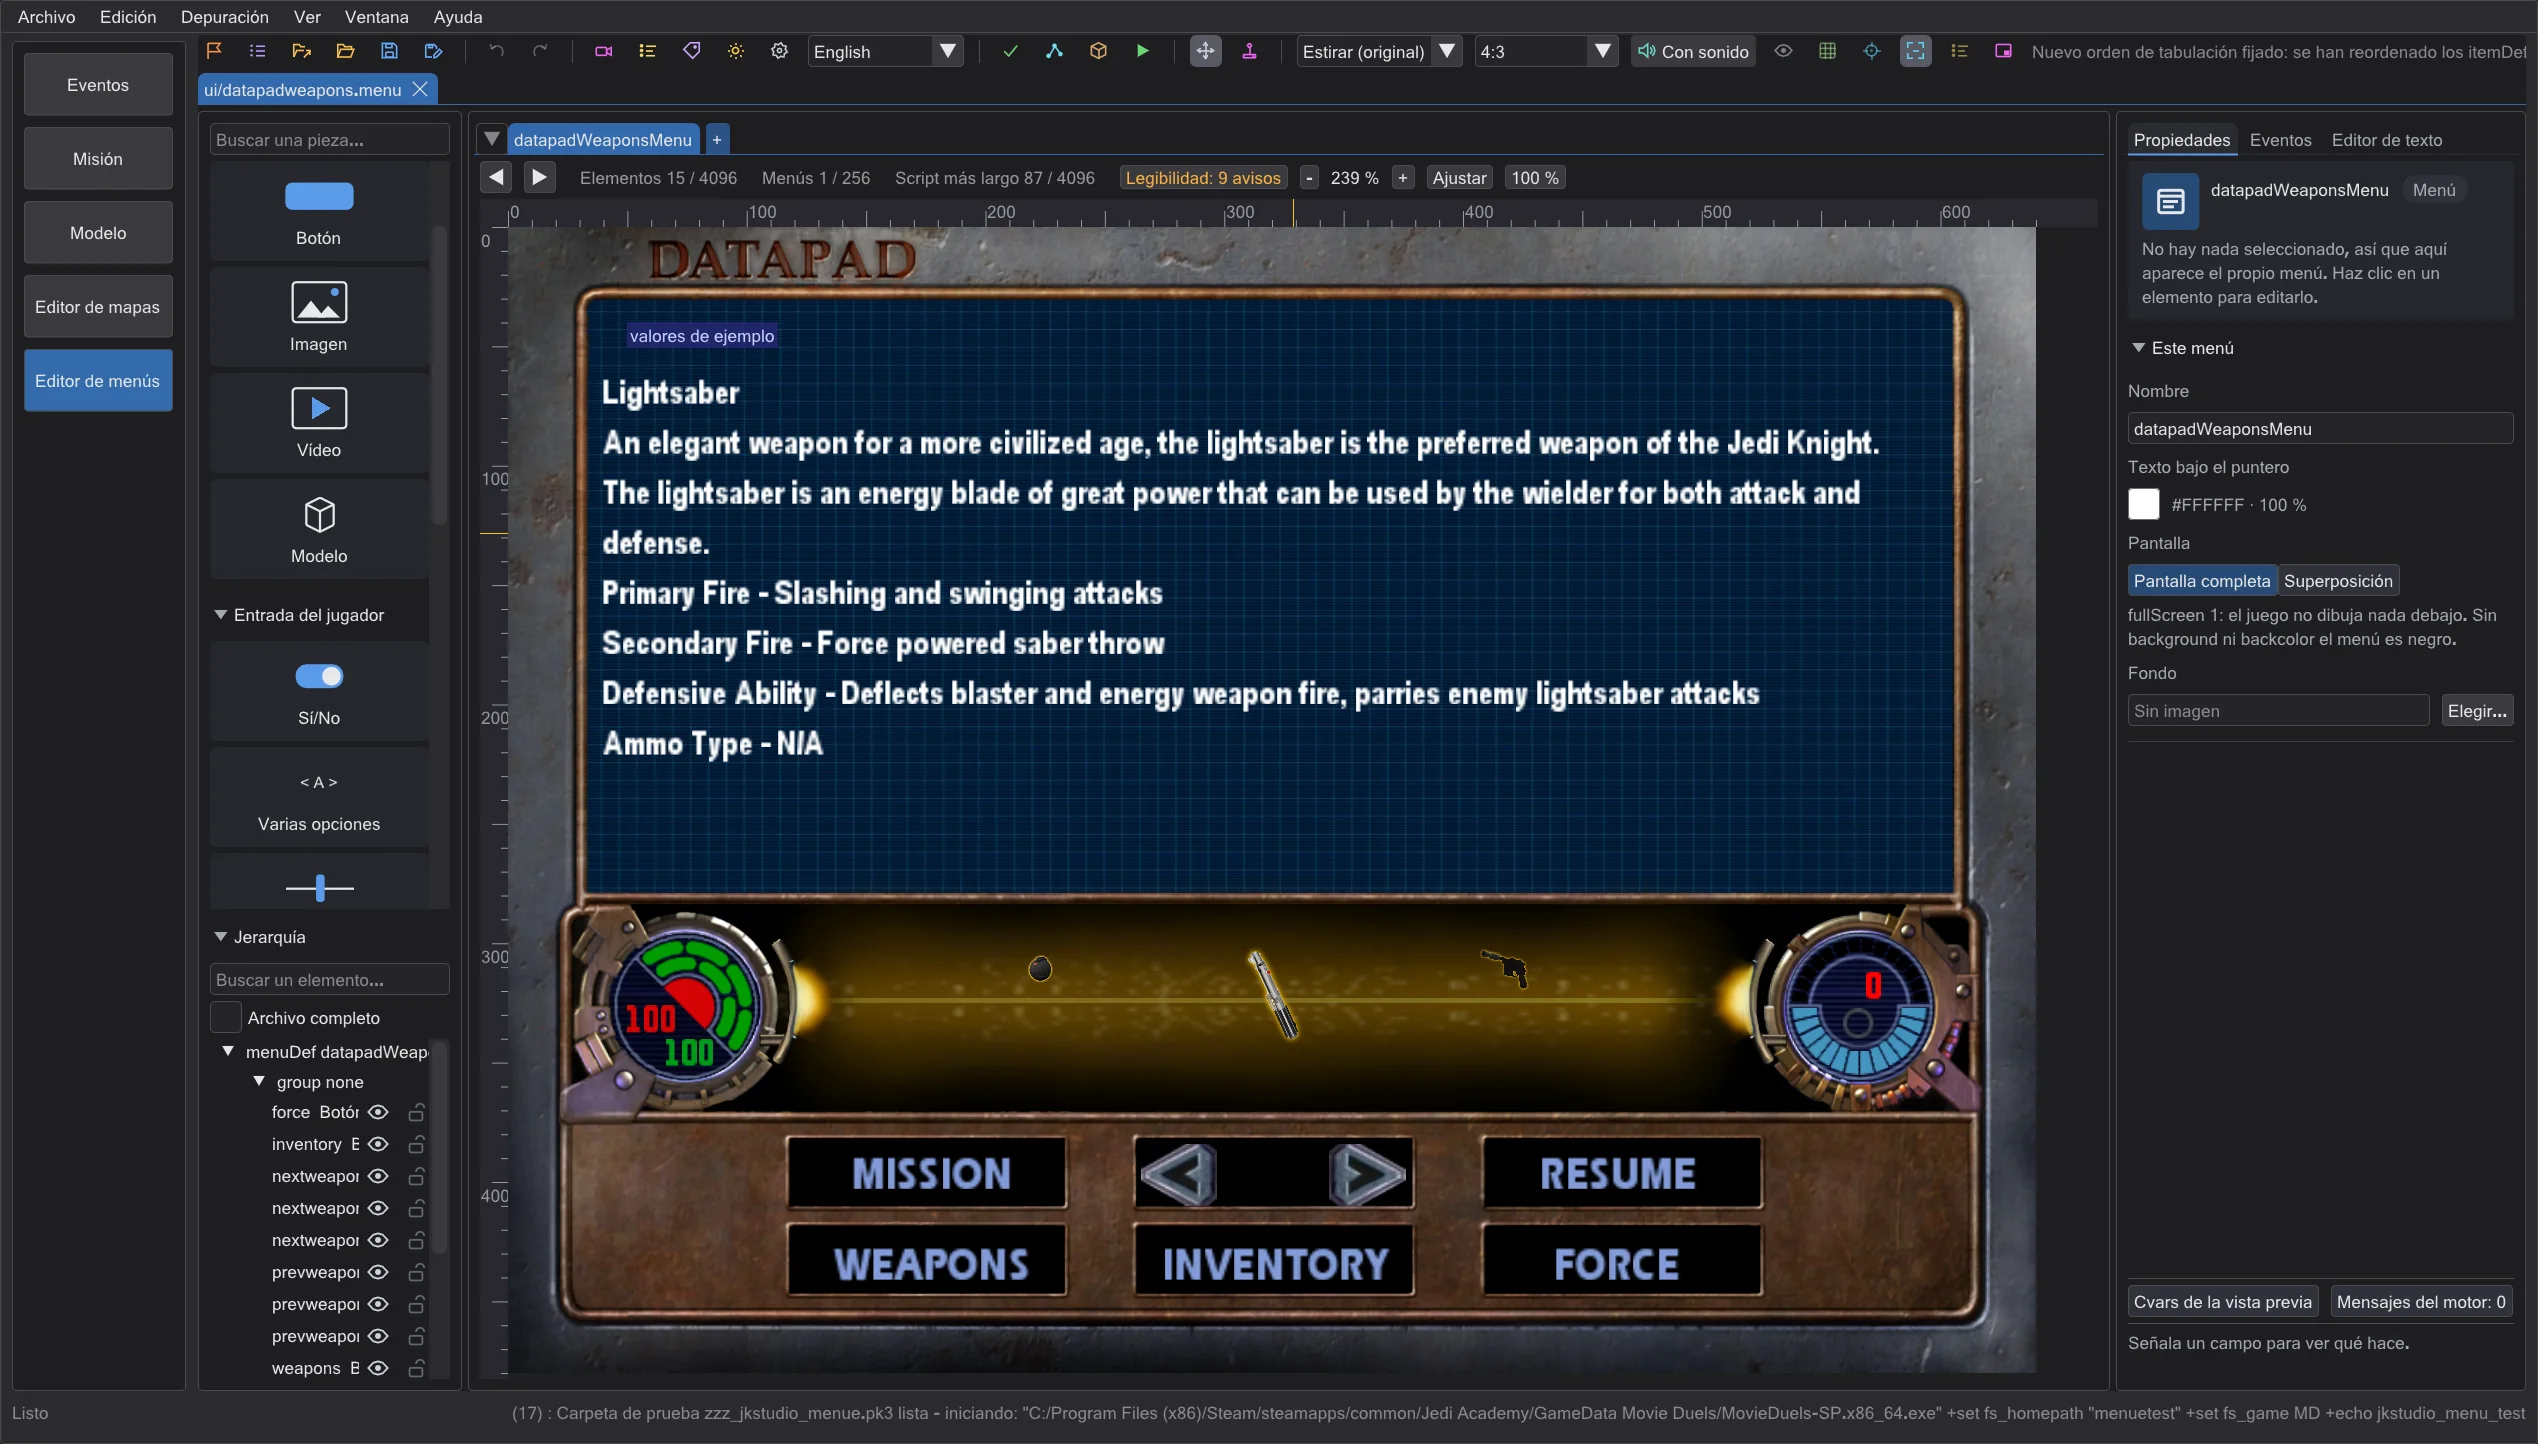 Archivo Edición Depuración Ver Ventana Ayuda
English
Estirar (original)
4:3
Con sonido
Nuevo orden de tabulación fijado: se han reordenado los itemDef
Eventos
Misión
Modelo
Editor de mapas
Editor de menús
ui/datapadweapons.menu
Buscar una pieza...
Botón
Imagen
Vídeo
Modelo
Entrada del jugador
Sí/No
< A >
Varias opciones
Jerarquía
Buscar un elemento...
Archivo completo
menuDef datapadWeap
group none
force Botón
inventory B
nextweapon
nextweapon
nextweapon
prevweapon
prevweapon
prevweapon
weapons B
datapadWeaponsMenu +
Elementos 15 / 4096 Menús 1 / 256 Script más largo 87 / 4096 Legibilidad: 9 avisos - 239 % + Ajustar 100 %
0 100 200 300 400 500 600
0
100
200
300
400
DATAPAD
valores de ejemplo
Lightsaber
An elegant weapon for a more civilized age, the lightsaber is the preferred weapon of the Jedi Knight.
The lightsaber is an energy blade of great power that can be used by the wielder for both attack and
defense.
Primary Fire - Slashing and swinging attacks
Secondary Fire - Force powered saber throw
Defensive Ability - Deflects blaster and energy weapon fire, parries enemy lightsaber attacks
Ammo Type - N/A
100
100
0
MISSION
RESUME
WEAPONS
INVENTORY
FORCE
Propiedades Eventos Editor de texto
datapadWeaponsMenu Menú
No hay nada seleccionado, así que aquí
aparece el propio menú. Haz clic en un
elemento para editarlo.
Este menú
Nombre
datapadWeaponsMenu
Texto bajo el puntero
#FFFFFF · 100 %
Pantalla
Pantalla completa Superposición
fullScreen 1: el juego no dibuja nada debajo. Sin
background ni backcolor el menú es negro.
Fondo
Sin imagen Elegir...
Cvars de la vista previa Mensajes del motor: 0
Señala un campo para ver qué hace.
Listo
(17) : Carpeta de prueba zzz_jkstudio_menue.pk3 lista - iniciando: "C:/Program Files (x86)/Steam/steamapps/common/Jedi Academy/GameData Movie Duels/MovieDuels-SP.x86_64.exe" +set fs_homepath "menuetest" +set fs_game MD +echo jkstudio_menu_test